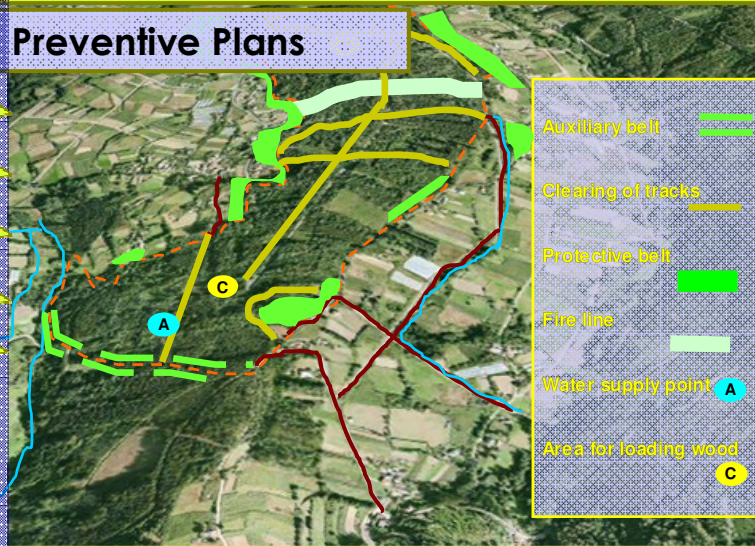 Preventive Plans
Auxiliary belt
Clearing of tracks
Protective belt
Fire line
Water supply point A
Area for loading wood
C
C
A